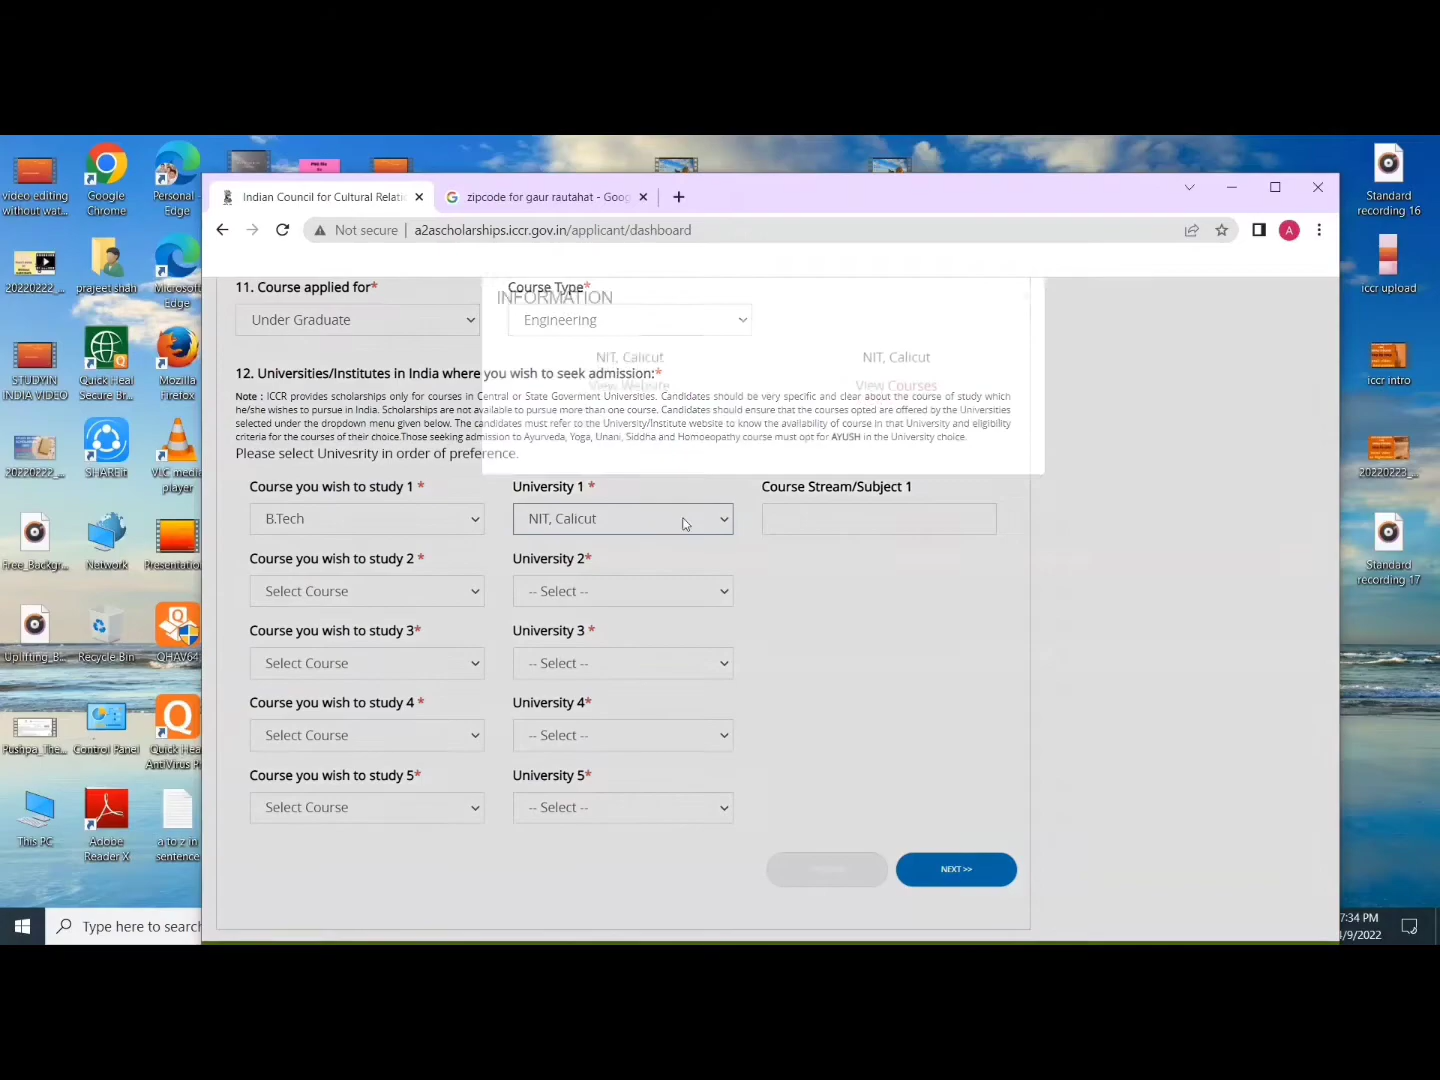 Indian Council for Cultural Relati
zipcode for gaur rautahat - Goog
Not secure
a2ascholarships.iccr.gov.in/applicant/dashboard
11. Course applied for*
Course Type*
INFORMATION
Under Graduate
Engineering
NIT, Calicut
NIT, Calicut
12. Universities/Institutes in India where you wish to seek admission:*
View Website
View Courses
Note : ICCR provides scholarships only for courses in Central or State Goverment Universities. Candidates should be very specific and clear about the course of study which
he/she wishes to pursue in India. Scholarships are not available to pursue more than one course. Candidates should ensure that the courses opted are offered by the Universities
selected under the dropdown menu given below. The candidates must refer to the University/Institute website to know the availability of course in that University and eligibility
criteria for the courses of their choice.Those seeking admission to Ayurveda, Yoga, Unani, Siddha and Homoeopathy course must opt for AYUSH in the University choice.
Please select Univesrity in order of preference.
Course you wish to study 1 *
University 1 *
Course Stream/Subject 1
B.Tech
NIT, Calicut
Course you wish to study 2 *
University 2*
Select Course
-- Select --
Course you wish to study 3*
University 3 *
Select Course
-- Select --
Course you wish to study 4 *
University 4*
Select Course
-- Select --
Course you wish to study 5*
University 5*
Select Course
-- Select --
NEXT >>
video editing
without wat...
Google
Chrome
Personal -
Edge
20220222_...
prajeet shah
Microsoft
Edge
STUDYIN
INDIA VIDEO
Quick Heal
Secure Br...
Mozilla
Firefox
20220222_...
SHAREit
VLC media
player
Free_Backgr...
Network
Presentation
Uplifting_B...
Recycle Bin
QHAV64
Pushpa_The...
Control Panel
Quick Hea
AntiVirus P
This PC
Adobe
Reader X
a to z in
sentence
Standard
recording 16
iccr upload
iccr intro
20220223_...
Standard
recording 17
Type here to search
7:34 PM
/9/2022
A